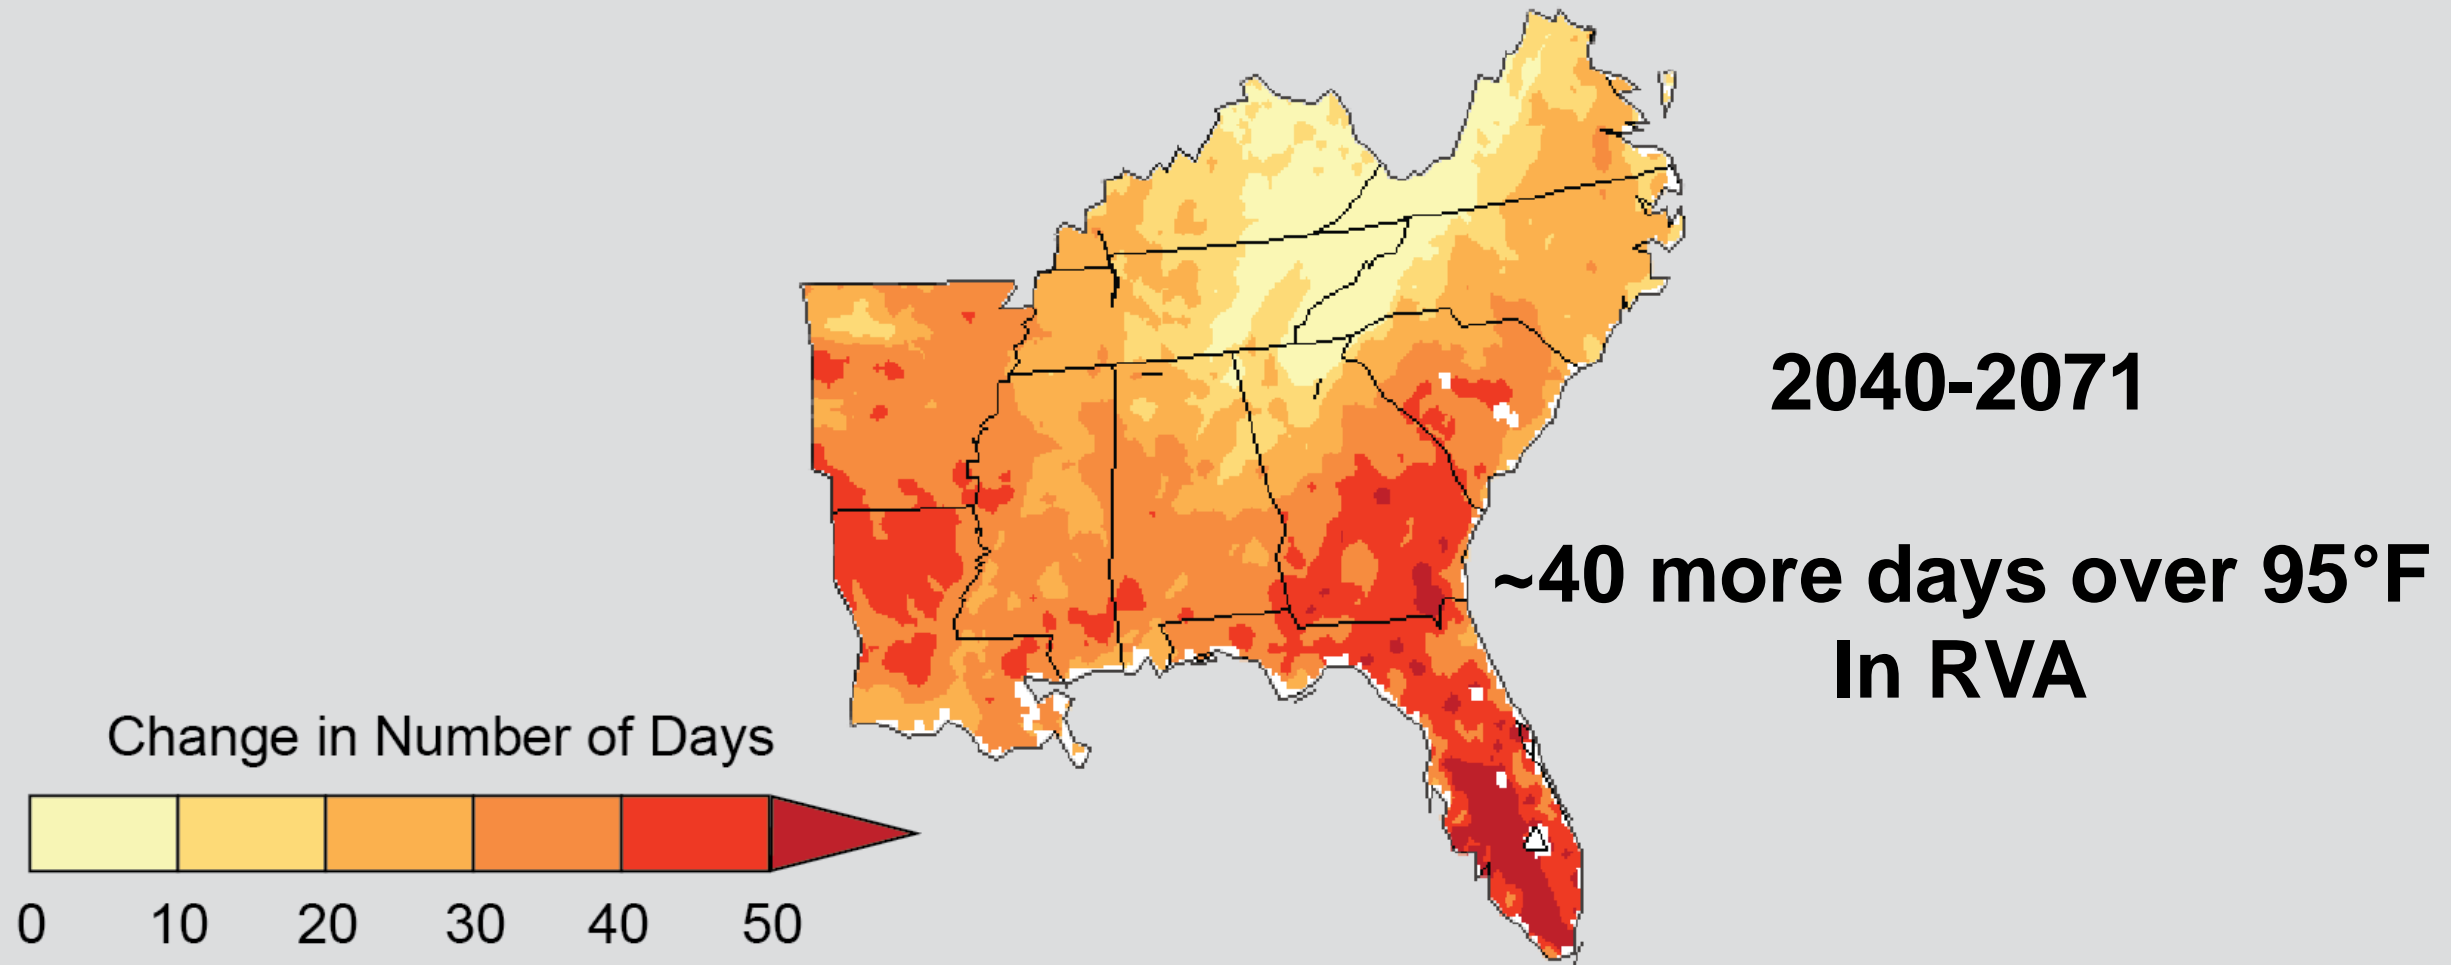 2040-2071
~40 more days over 95°F
In RVA
Change in Number of Days
0 10 20 30 40 50